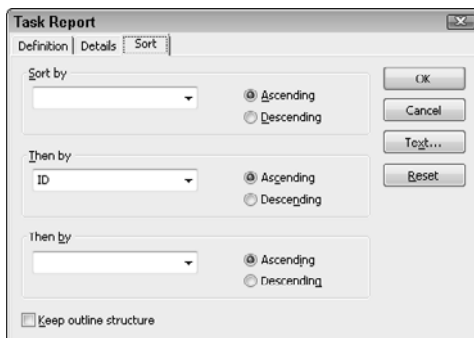 Task Report
Definition Details Sort
Sort by
Ascending
Descending
Then by
ID
Ascending
Descending
Then by
Ascending
Descending
Keep outline structure
OK
Cancel
Text...
Reset